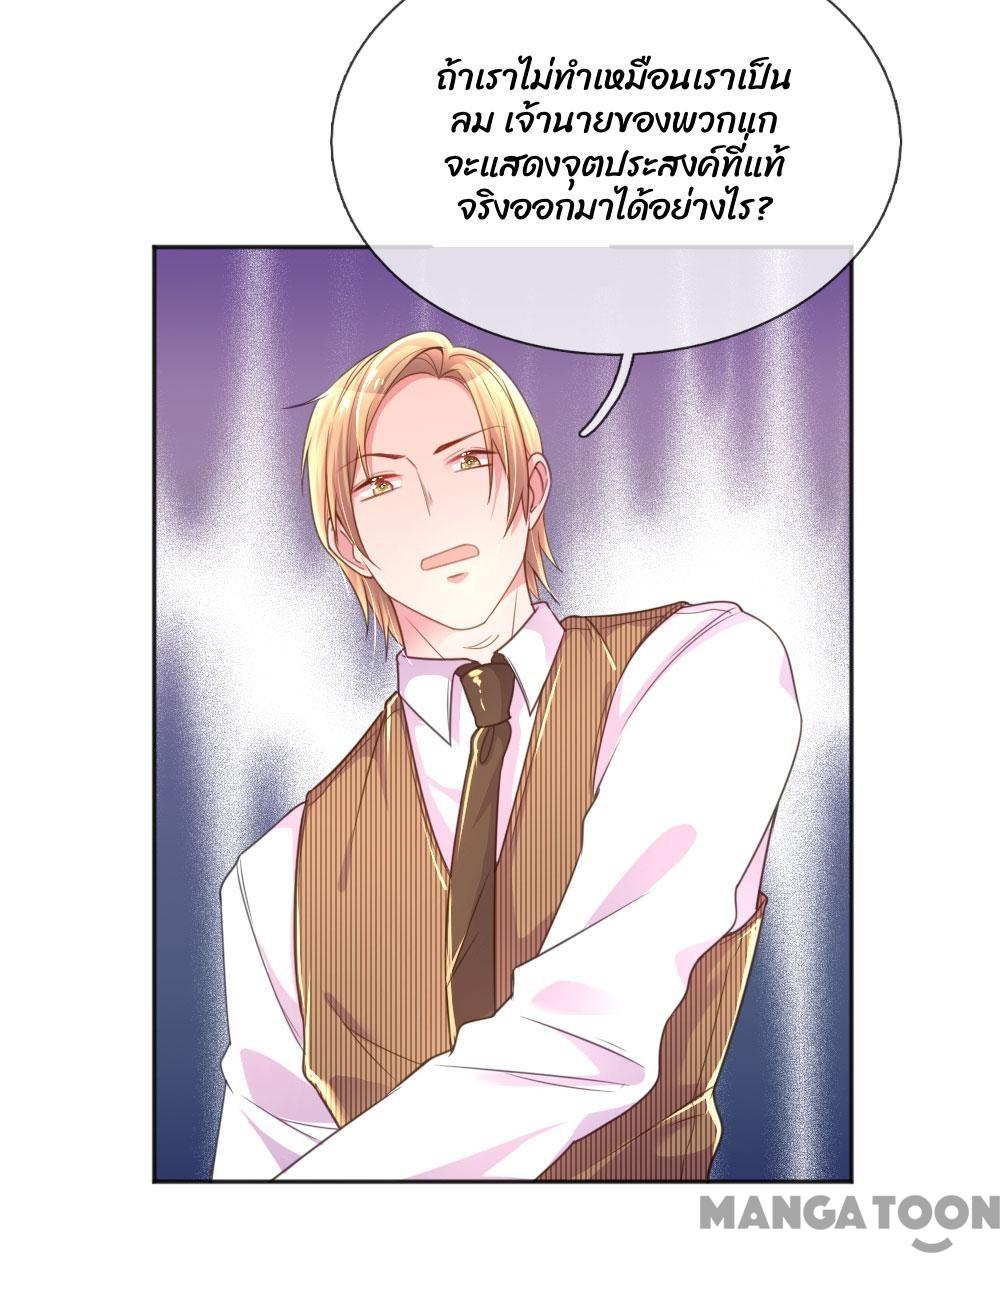 ถ้าเราไม่ทำเหมือนเราเป็น
ลม เจ้านายของพวกแก
จะแสดงจุตประสงค์ที่แท้
จริงออกมาได้อย่างไร?
MANGATOON